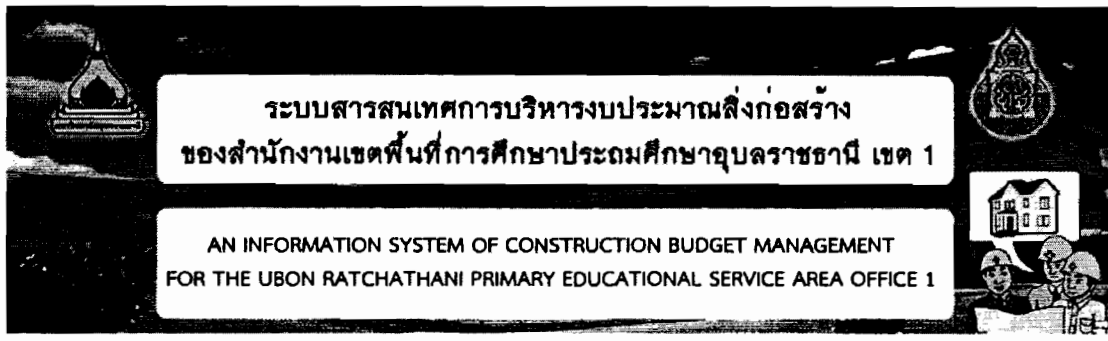 ระบบสารสนเทศการบริหารงบประมาณสิ่งก่อสร้าง
ของสำนักงานเขตพื้นที่การศึกษาประถมศึกษาอุบลราชธานี เขต 1
AN INFORMATION SYSTEM OF CONSTRUCTION BUDGET MANAGEMENT
FOR THE UBON RATCHATHANI PRIMARY EDUCATIONAL SERVICE AREA OFFICE 1